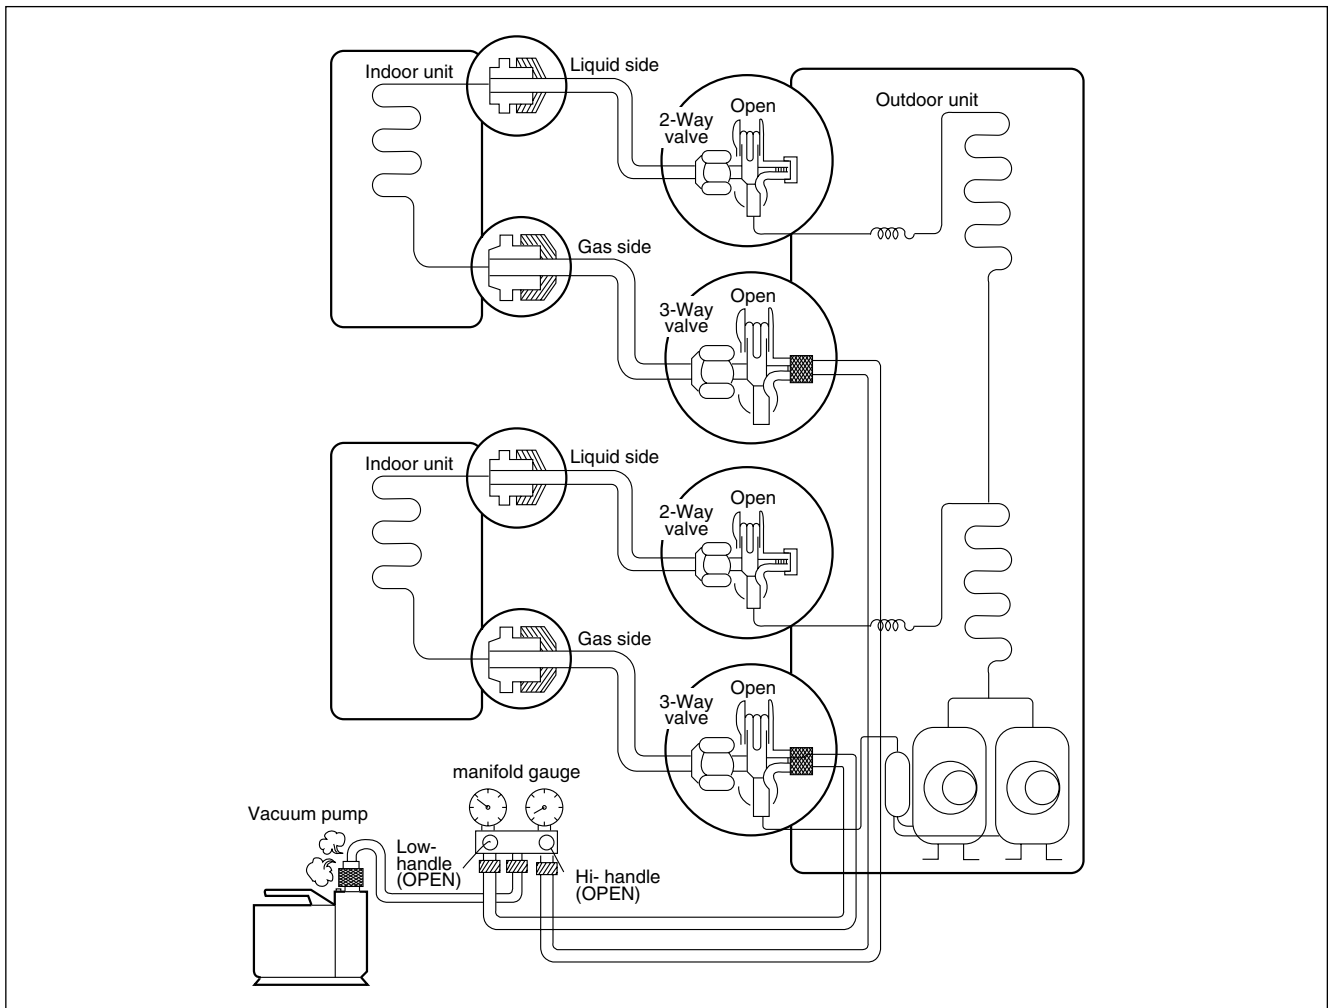 Indoor unit
Liquid side
2-Way
valve
Open
Outdoor unit
Gas side
3-Way
valve
Open
Indoor unit
Liquid side
2-Way
valve
Open
Gas side
3-Way
valve
Open
manifold gauge
Vacuum pump
Low-
handle
(OPEN)
Hi- handle
(OPEN)